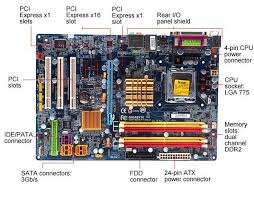 PCI
Express x1
slots
PCI
Express x16
slot
PCI
Express x1
slot
Rear I/O
panel shield
4-pin CPU
power connector
PCI
slots
CPU
socket:
LGA 775
IDE/PATA
connector
Memory
slots: dual
channel
DDR2
SATA connectors:
3Gb/s
FDD
connector
24-pin ATX
power connector
GIGABYTE